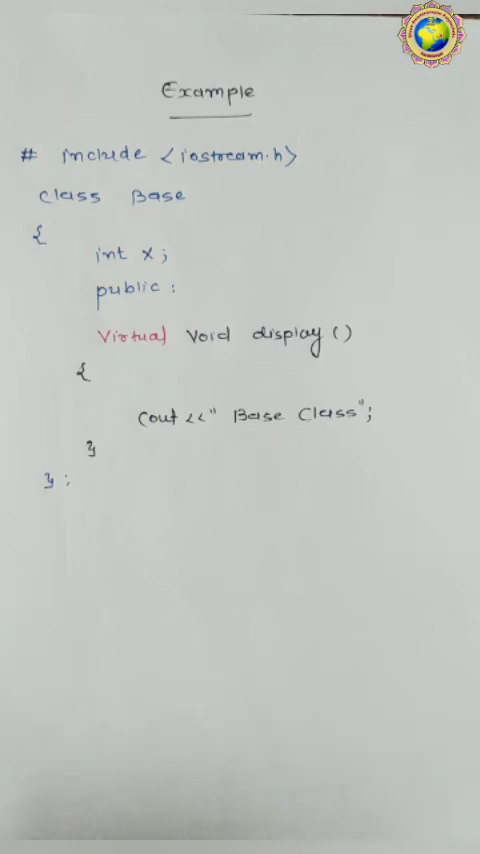 Example
# include <iostream.h>
Class Base
{
int x;
public:
Virtual Void display()
{
Cout <<" Base Class";
}
};